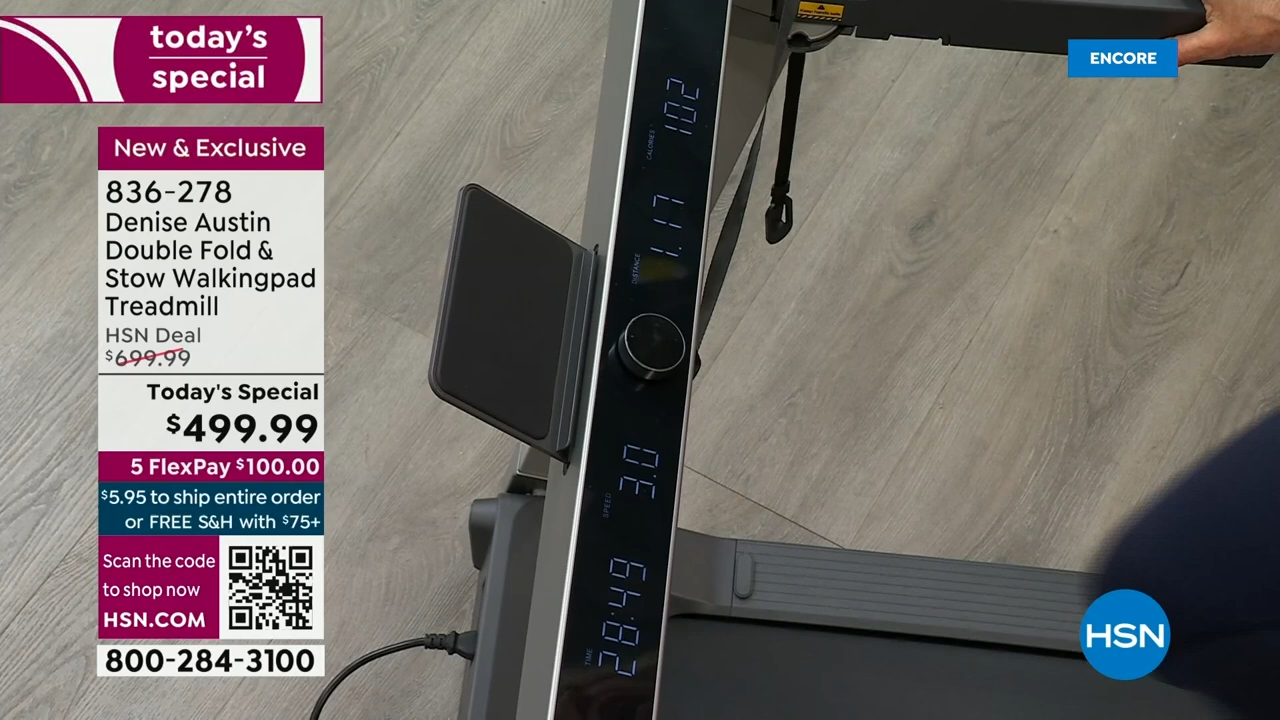 today's
special
ENCORE
New & Exclusive
836-278
Denise Austin
Double Fold &
Stow Walkingpad
Treadmill
HSN Deal
$699.99
Today's Special
$499.99
5 FlexPay $100.00
$5.95 to ship entire order
or FREE S&H with $75+
Scan the code
to shop now
HSN.COM
800-284-3100
HSN
CALORIES
102
DISTANCE
1.17
SPEED
3.0
TIME
28:49